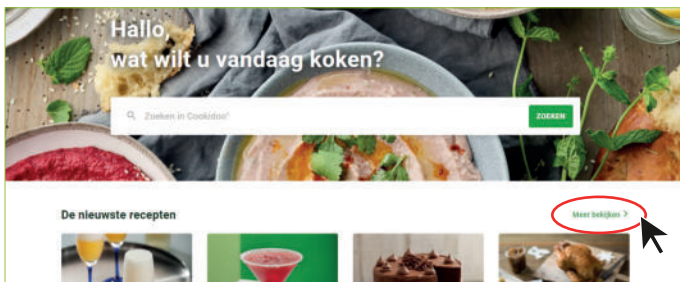 Hallo,
wat wilt u vandaag koken?
Zoeken in Cookidoo®
ZOEKEN
De nieuwste recepten
Meer bekijken >